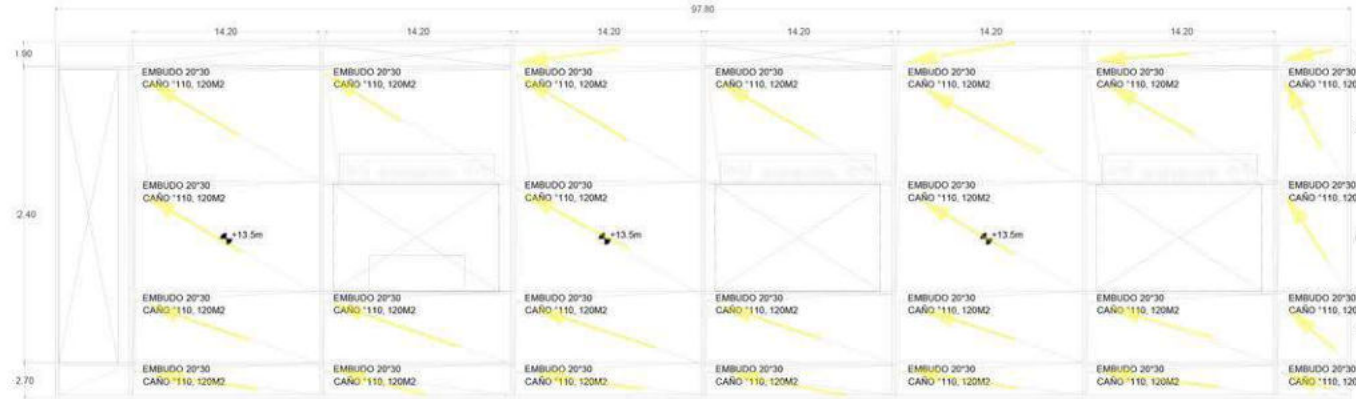 97.80
14.20 14.20 14.20 14.20 14.20 14.20
1.90
EMBUDO 20*30 EMBUDO 20*30 EMBUDO 20*30 EMBUDO 20*30 EMBUDO 20*30 EMBUDO 20*30 EMBUDO 20*30
CAÑO °110, 120M2 CAÑO °110, 120M2 CAÑO °110, 120M2 CAÑO °110, 120M2 CAÑO °110, 120M2 CAÑO °110, 120M2 CAÑO °110, 120
EMBUDO 20*30 EMBUDO 20*30 EMBUDO 20*30 EMBUDO 20*30
CAÑO °110, 120M2 CAÑO °110, 120M2 CAÑO °110, 120M2 CAÑO °110, 120
2.40
+13.5m +13.5m +13.5m
EMBUDO 20*30 EMBUDO 20*30 EMBUDO 20*30 EMBUDO 20*30 EMBUDO 20*30 EMBUDO 20*30 EMBUDO 20*30
CAÑO °110, 120M2 CAÑO °110, 120M2 CAÑO °110, 120M2 CAÑO °110, 120M2 CAÑO °110, 120M2 CAÑO °110, 120M2 CAÑO °110, 120
EMBUDO 20*30 EMBUDO 20*30 EMBUDO 20*30 EMBUDO 20*30 EMBUDO 20*30 EMBUDO 20*30 EMBUDO 20*30
2.70
CAÑO °110, 120M2 CAÑO °110, 120M2 CAÑO °110, 120M2 CAÑO °110, 120M2 CAÑO °110, 120M2 CAÑO °110, 120M2 CAÑO °110, 120